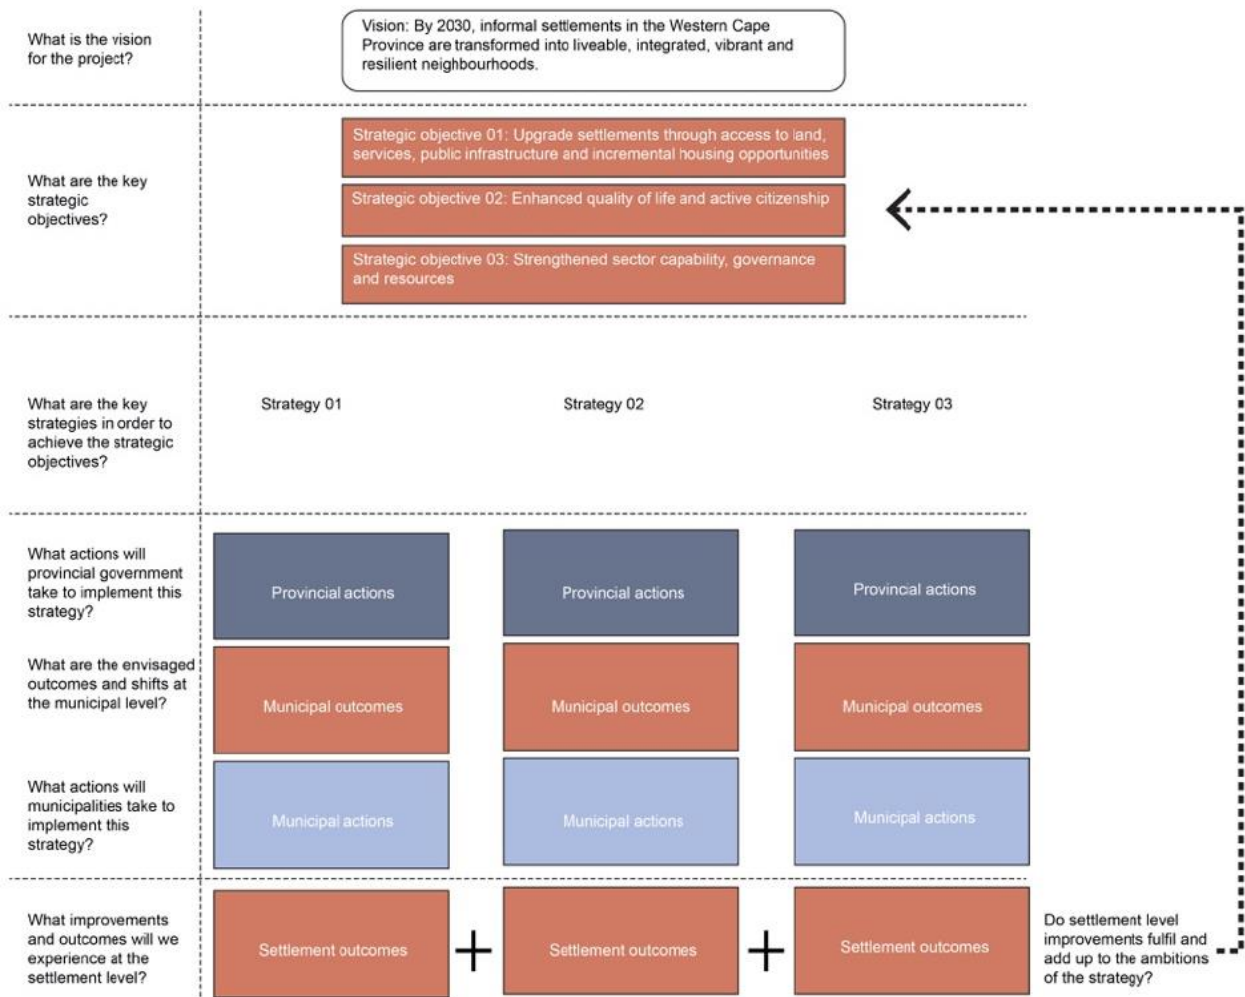 What is the vision
for the project?
Vision: By 2030, informal settlements in the Western Cape
Province are transformed into liveable, integrated, vibrant and
resilient neighbourhoods.
What are the key
strategic
objectives?
Strategic objective 01: Upgrade settlements through access to land,
services, public infrastructure and incremental housing opportunities
Strategic objective 02: Enhanced quality of life and active citizenship
Strategic objective 03: Strengthened sector capability, governance
and resources
What are the key
strategies in order to
achieve the strategic
objectives?
Strategy 01
Strategy 02
Strategy 03
What actions will
provincial government
take to implement this
strategy?
Provincial actions
Provincial actions
Provincial actions
What are the envisaged
outcomes and shifts at
the municipal level?
Municipal outcomes
Municipal outcomes
Municipal outcomes
What actions will
municipalities take to
implement this
strategy?
Municipal actions
Municipal actions
Municipal actions
What improvements
and outcomes will we
experience at the
settlement level?
Settlement outcomes
+
Settlement outcomes
+
Settlement outcomes
Do settlement level
improvements fulfil and
add up to the ambitions
of the strategy?